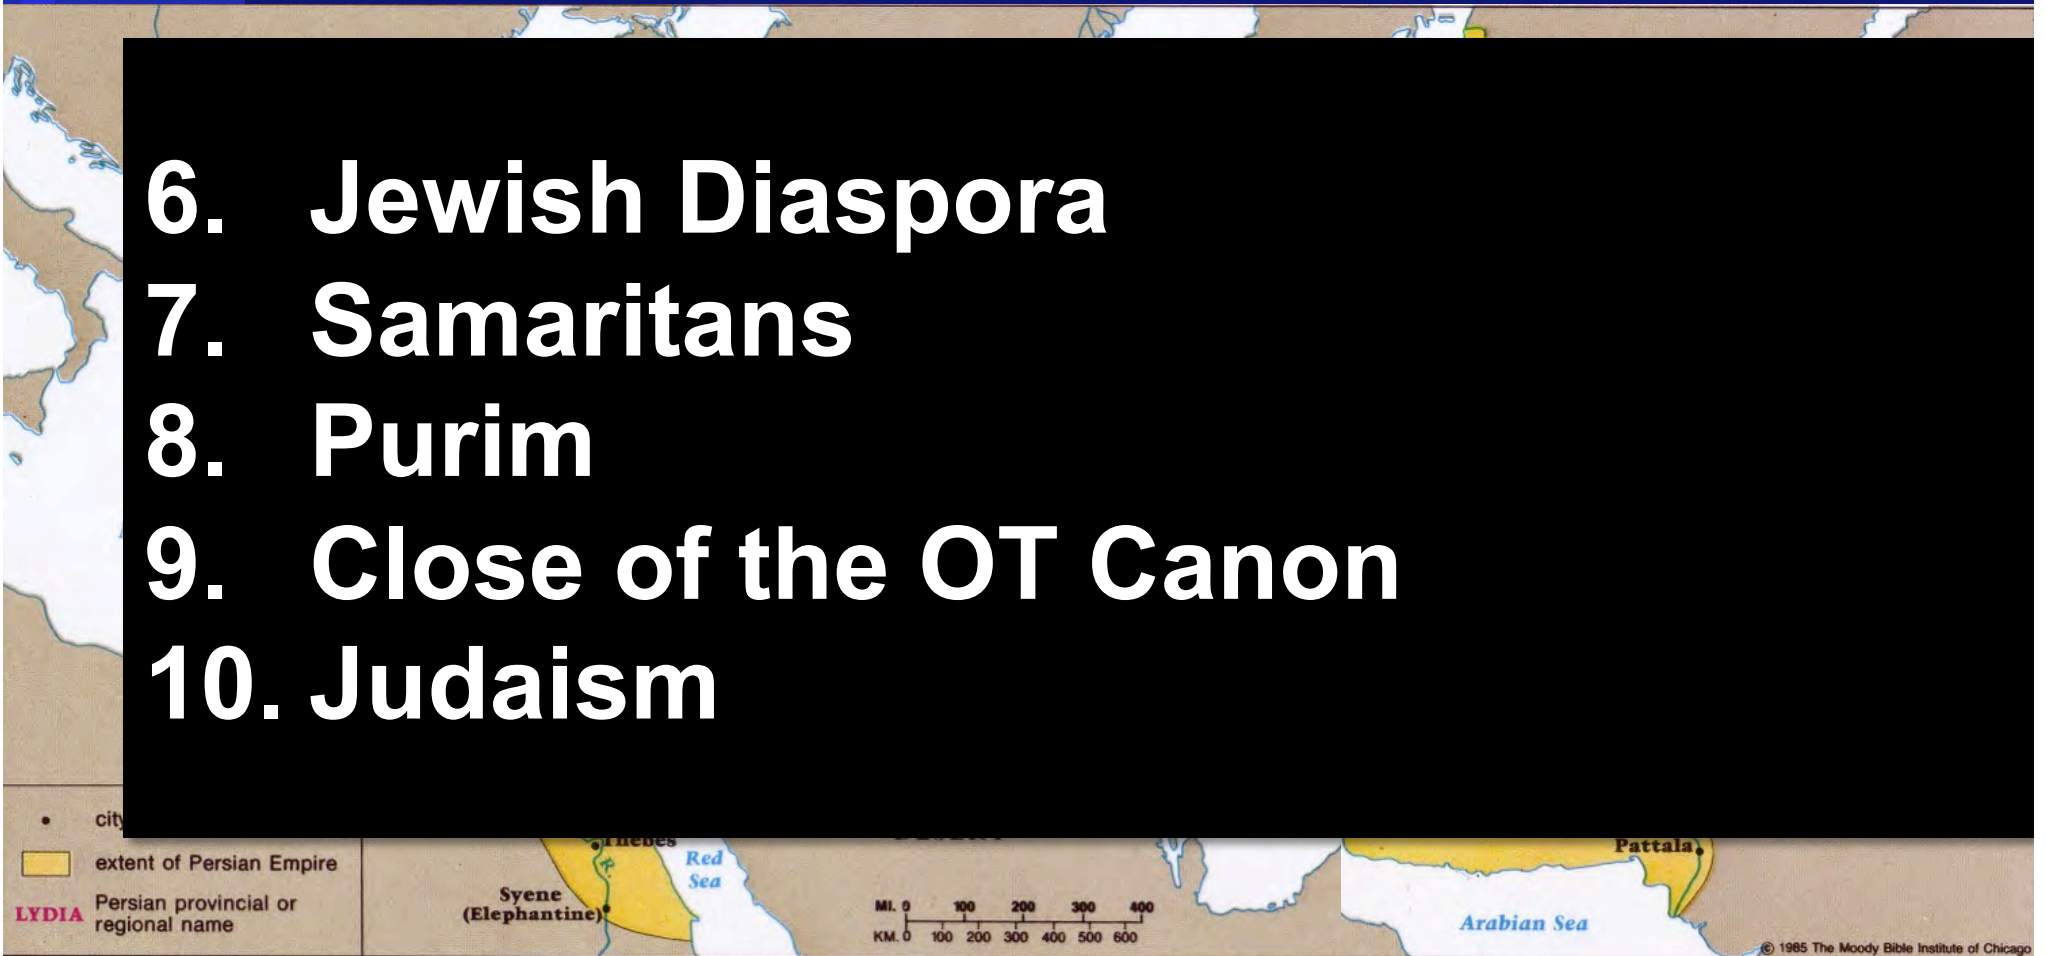 6. Jewish Diaspora
7. Samaritans
8. Purim
9. Close of the OT Canon
10. Judaism
city
extent of Persian Empire
LYDIA Persian provincial or
regional name
Thebes
R.
Red
Sea
Syene
(Elephantine)
MI. 0 100 200 300 400
KM. 0 100 200 300 400 500 600
Pattala
Arabian Sea
© 1985 The Moody Bible Institute of Chicago